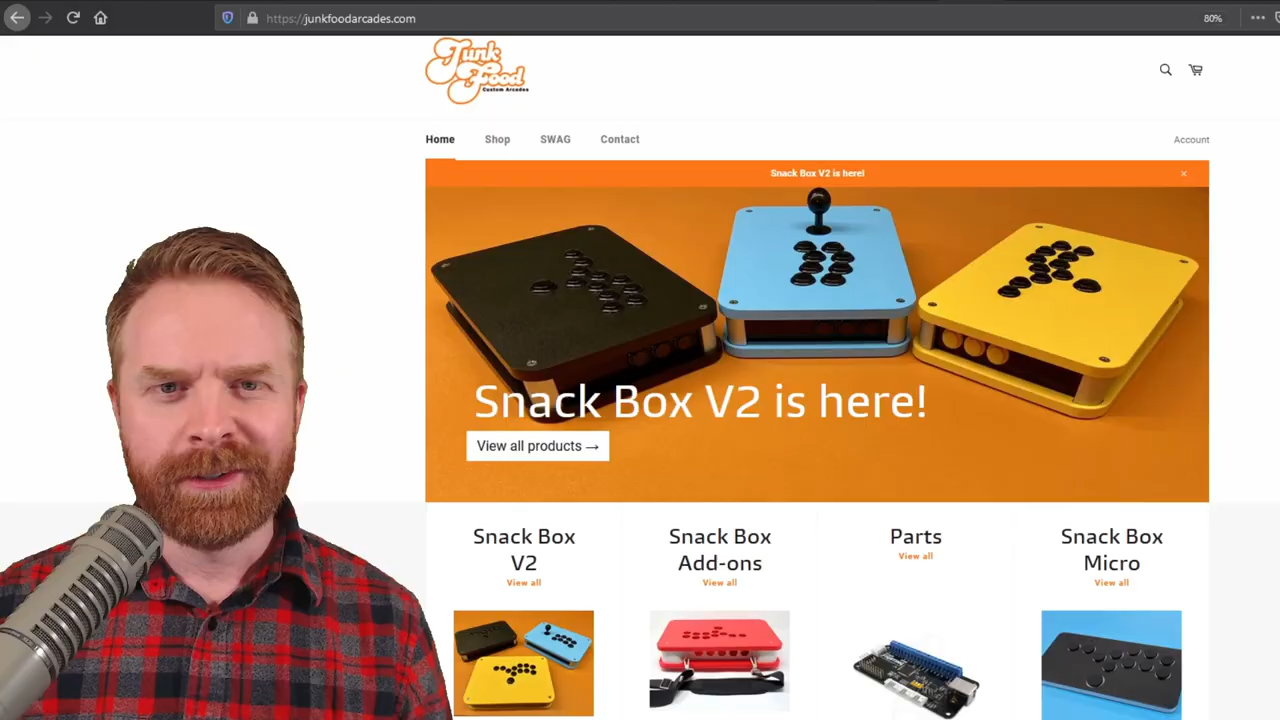 https://junkfoodarcades.com
80%
Junk
Food
Custom Arcades
Home
Shop
SWAG
Contact
Account
Snack Box V2 is here!
Snack Box V2 is here!
View all products →
Snack Box
V2
View all
Snack Box
Add-ons
View all
Parts
View all
Snack Box
Micro
View all